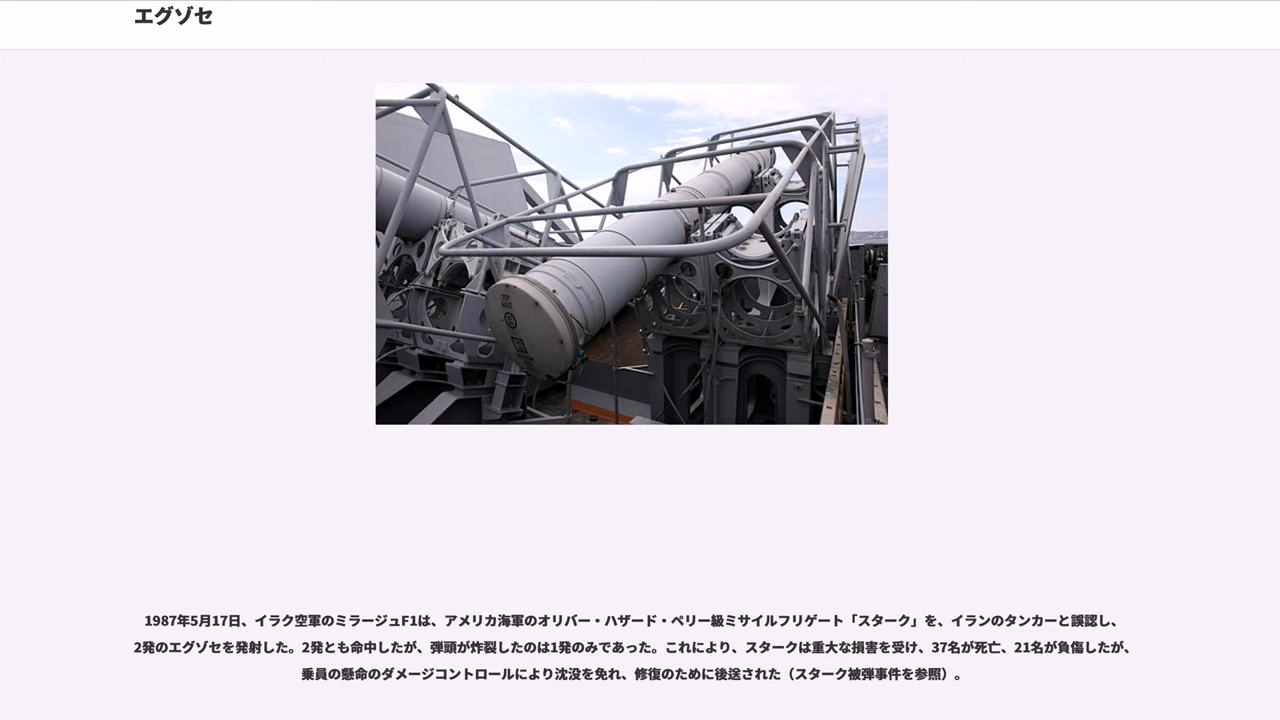 エグゾセ
1987年5月17日、イラク空軍のミラージュF1は、アメリカ海軍のオリバー・ハザード・ペリー級ミサイルフリゲート「スターク」を、イランのタンカーと誤認し、
2発のエグゾセを発射した。2発とも命中したが、弾頭が炸裂したのは1発のみであった。これにより、スタークは重大な損害を受け、37名が死亡、21名が負傷したが、
乗員の懸命のダメージコントロールにより沈没を免れ、修復のために後送された（スターク被弾事件を参照）。